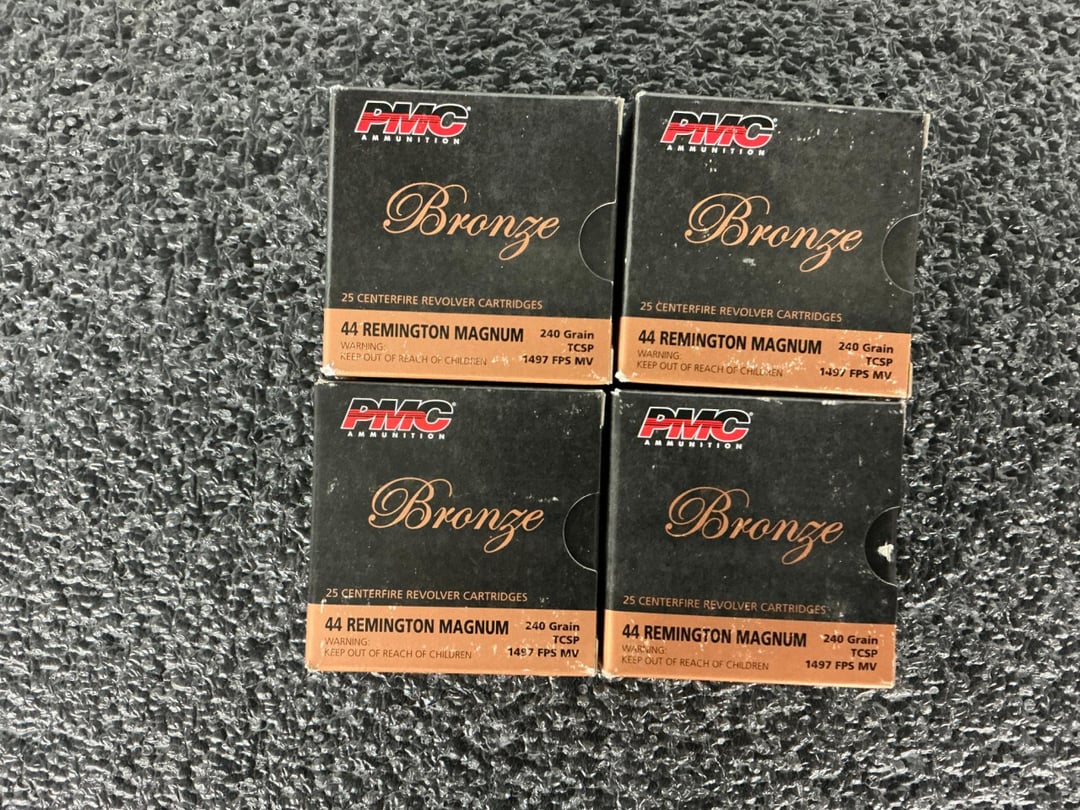 PMC®
AMMUNITION
Bronze
25 CENTERFIRE REVOLVER CARTRIDGES
44 REMINGTON MAGNUM 240 Grain
TCSP
WARNING:
KEEP OUT OF REACH OF CHILDREN 1497 FPS MV
PMC®
AMMUNITION
Bronze
25 CENTERFIRE REVOLVER CARTRIDGES
44 REMINGTON MAGNUM 240 Grain
TCSP
WARNING:
KEEP OUT OF REACH OF CHILDREN 1497 FPS MV
PMC®
AMMUNITION
Bronze
25 CENTERFIRE REVOLVER CARTRIDGES
44 REMINGTON MAGNUM 240 Grain
TCSP
WARNING:
KEEP OUT OF REACH OF CHILDREN 1497 FPS MV
PMC®
AMMUNITION
Bronze
25 CENTERFIRE REVOLVER CARTRIDGES
44 REMINGTON MAGNUM 240 Grain
TCSP
WARNING:
KEEP OUT OF REACH OF CHILDREN 1497 FPS MV